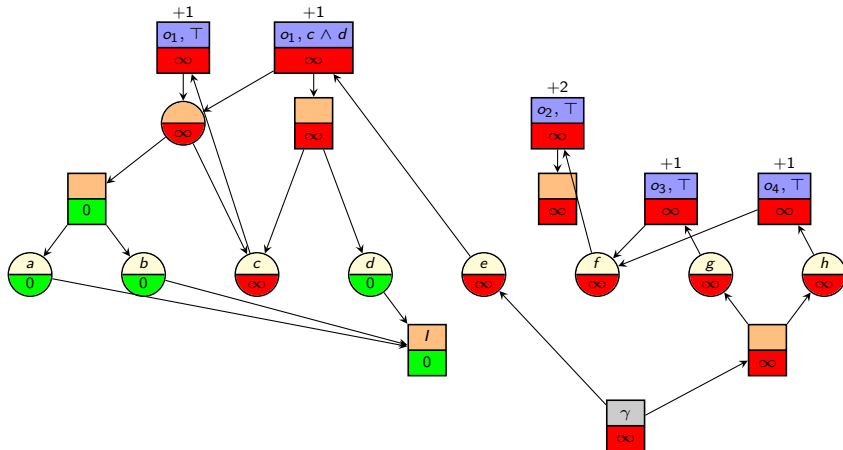 +1 +1
o₁, ⊤ o₁, c ∧ d
∞ ∞
+2
o₂, ⊤
∞ ∞ ∞
+1 +1
o₃, ⊤ o₄, ⊤
0 ∞ ∞ ∞
a b c d e f g h
0 0 ∞ 0 ∞ ∞ ∞ ∞
I
0 ∞
γ
∞